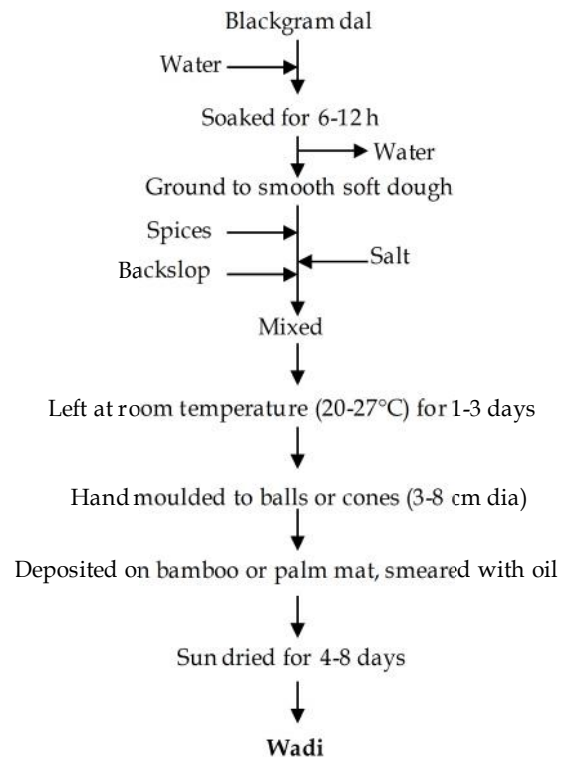 Blackgram dal
Water
Soaked for 6-12 h
Water
Ground to smooth soft dough
Spices
Salt
Backslop
Mixed
Left at room temperature (20-27°C) for 1-3 days
Hand moulded to balls or cones (3-8 cm dia)
Deposited on bamboo or palm mat, smeared with oil
Sun dried for 4-8 days
Wadi